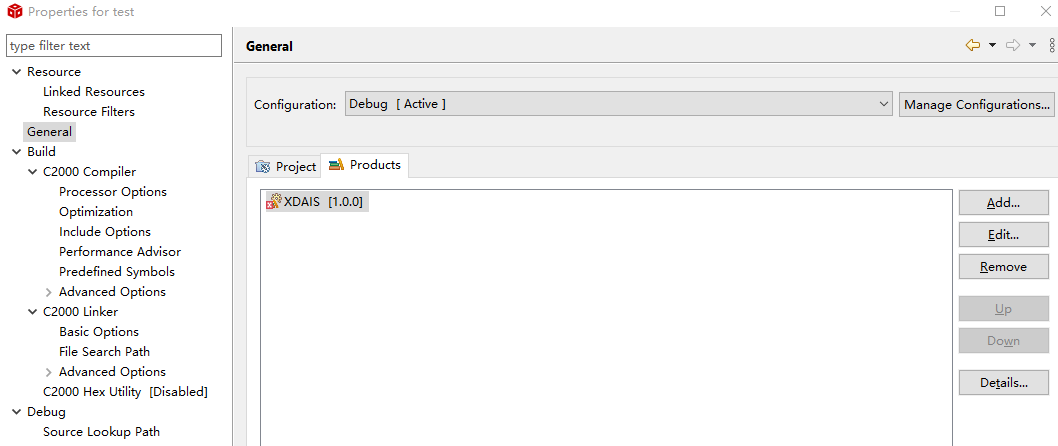 Properties for test
type filter text
Resource
Linked Resources
Resource Filters
General
Build
C2000 Compiler
Processor Options
Optimization
Include Options
Performance Advisor
Predefined Symbols
Advanced Options
C2000 Linker
Basic Options
File Search Path
Advanced Options
C2000 Hex Utility [Disabled]
Debug
Source Lookup Path
General
Configuration: Debug [ Active ] Manage Configurations...
Project Products
XDAIS [1.0.0]
Add...
Edit...
Remove
Up
Down
Details...